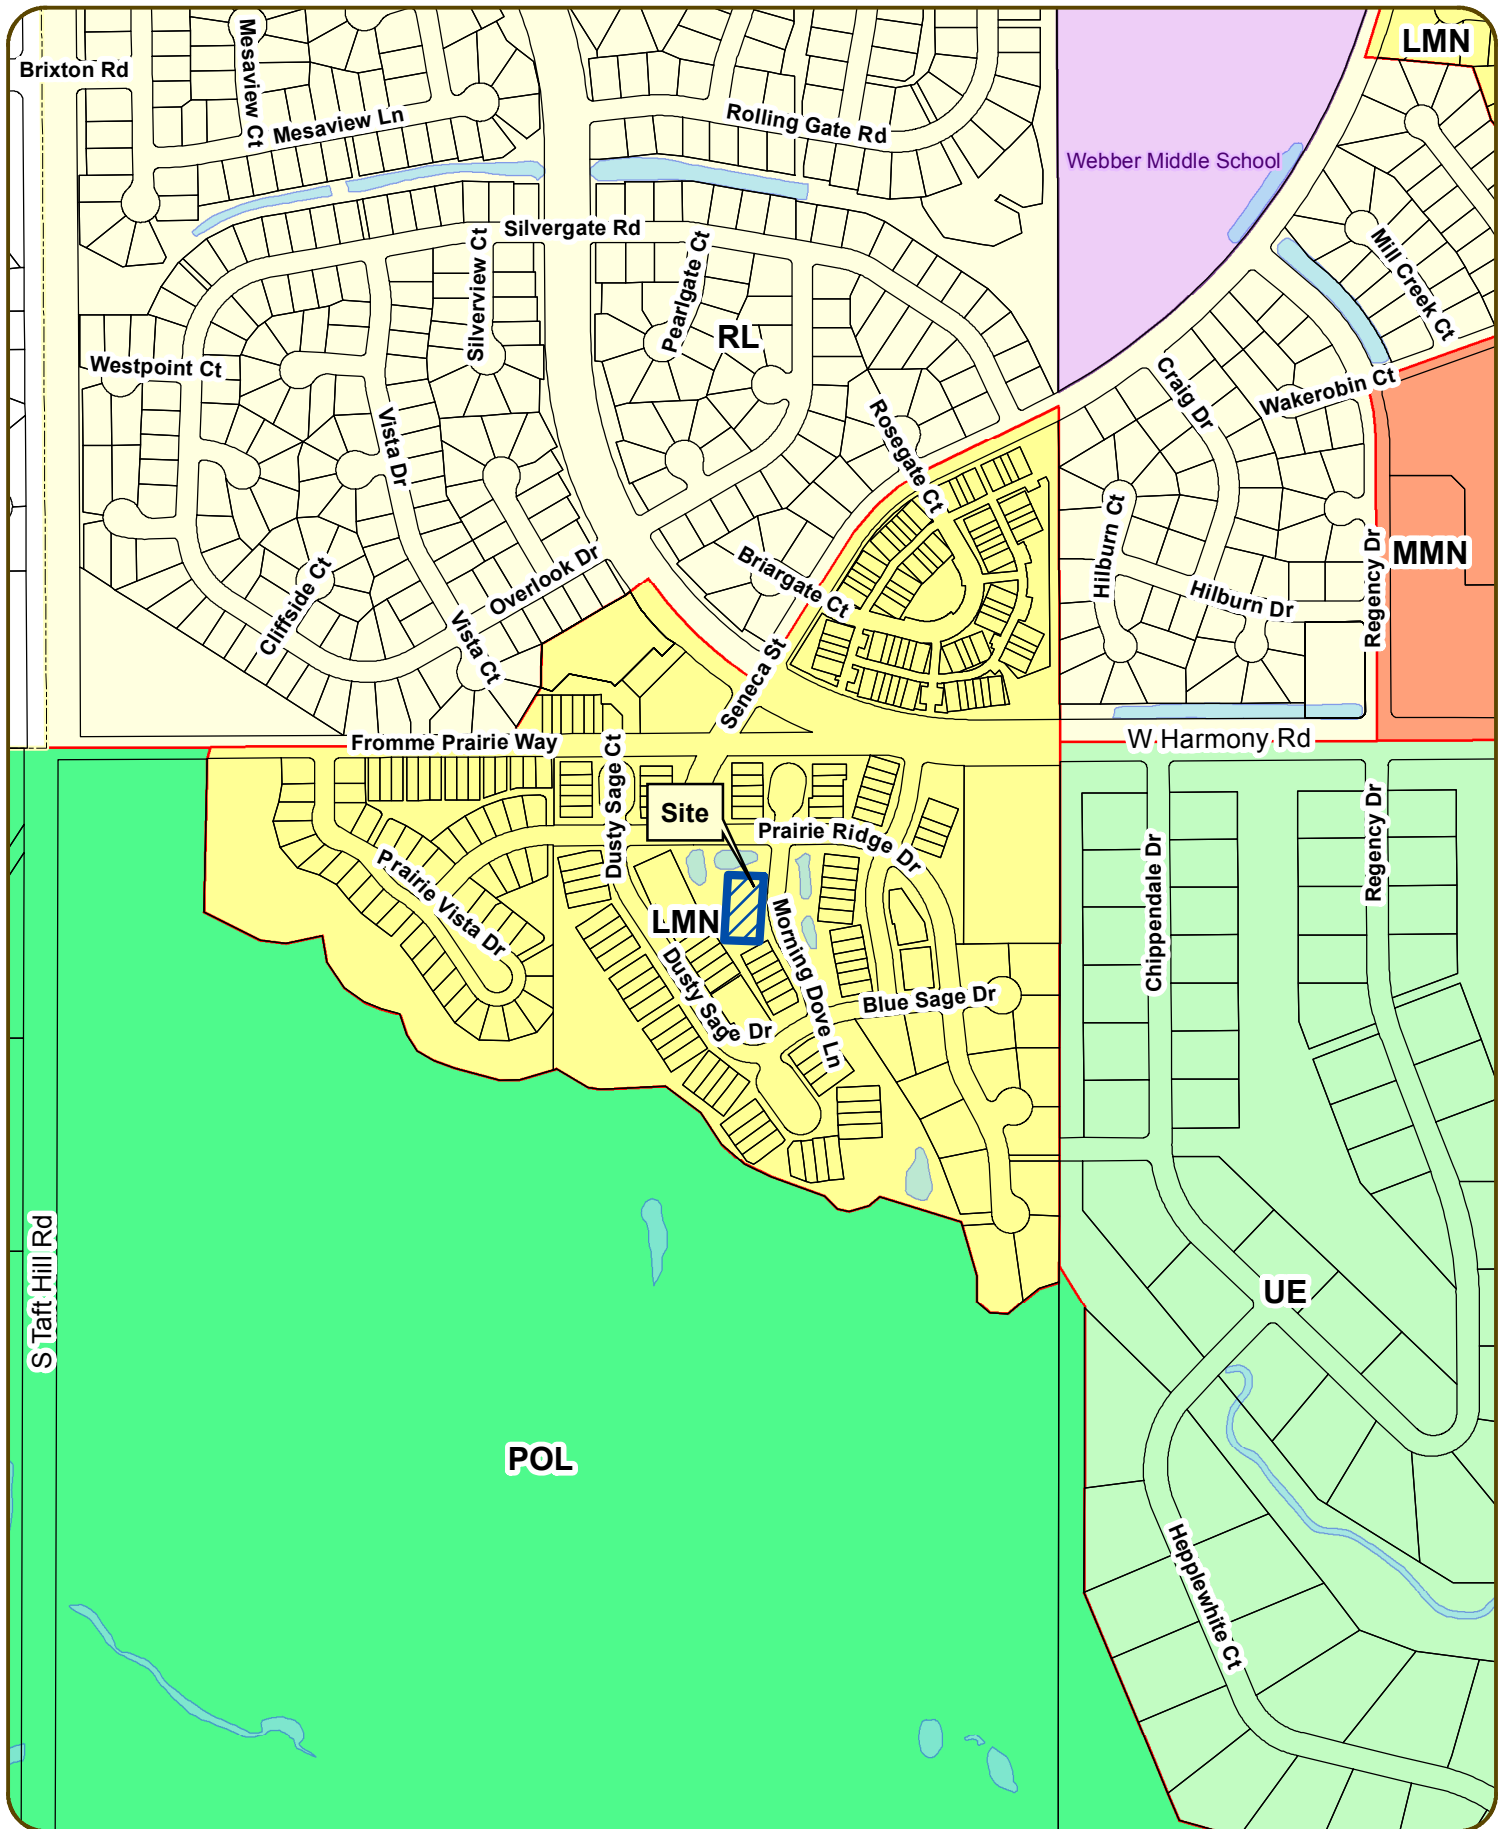 LMN
Brixton Rd
Mesaview Ct
Mesaview Ln
Rolling Gate Rd
Webber Middle School
Silvergate Rd
Silverview Ct
Pearlgate Ct
Mill Creek Ct
RL
Westpoint Ct
Craig Dr
Wakerobin Ct
Vista Dr
Rosegate Ct
Hilburn Ct
Regency Dr
MMN
Overlook Dr
Briargate Ct
Cliffside Ct
Hilburn Dr
Vista Ct
Seneca St
Fromme Prairie Way
W Harmony Rd
Dusty Sage Ct
Site
Prairie Ridge Dr
Regency Dr
Chippendale Dr
Prairie Vista Dr
LMN
Morning Dove Ln
Dusty Sage Dr
Blue Sage Dr
S Taft Hill Rd
UE
POL
Hepplewhite Ct